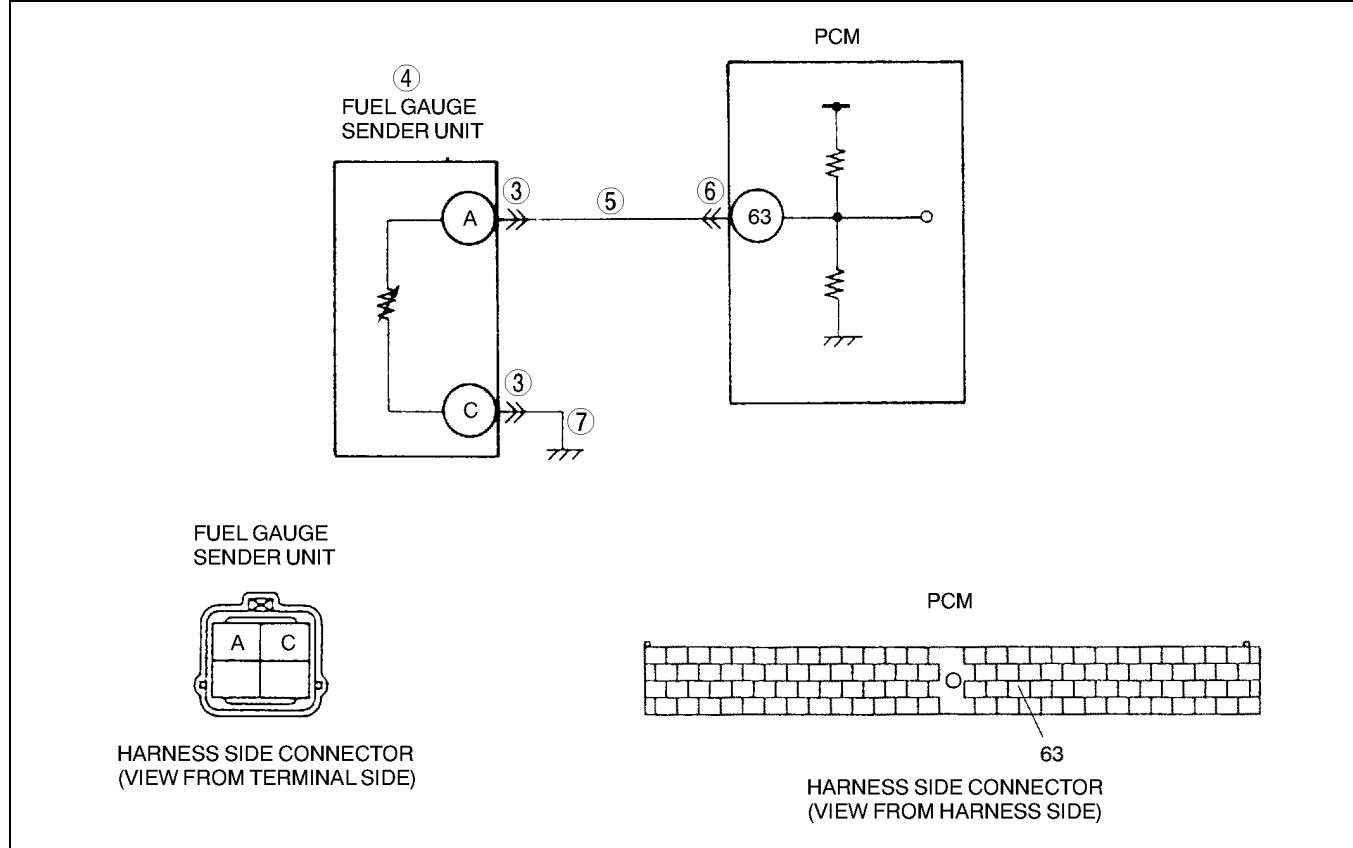 PCM
④
FUEL GAUGE
SENDER UNIT
A
③
⑤
⑥
63
C
③
⑦
FUEL GAUGE
SENDER UNIT
A C
HARNESS SIDE CONNECTOR
(VIEW FROM TERMINAL SIDE)
PCM
63
HARNESS SIDE CONNECTOR
(VIEW FROM HARNESS SIDE)